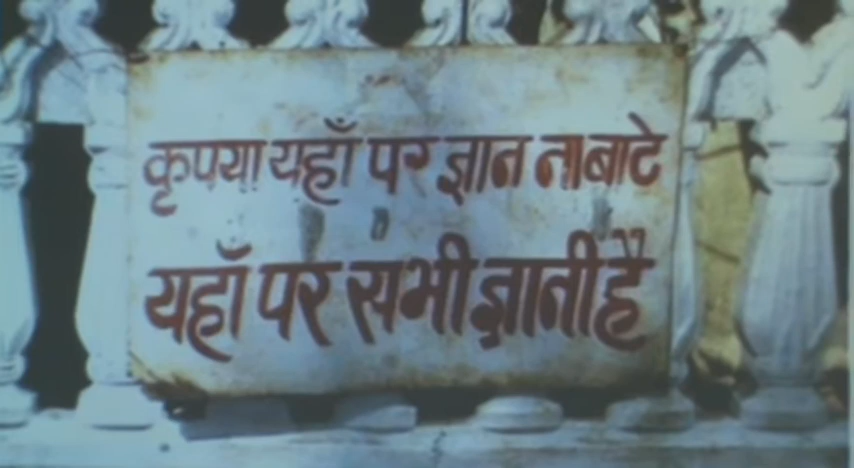 कृपया यहाँ पर ज्ञान ना बाटे
यहाँ पर सभी ज्ञानी है